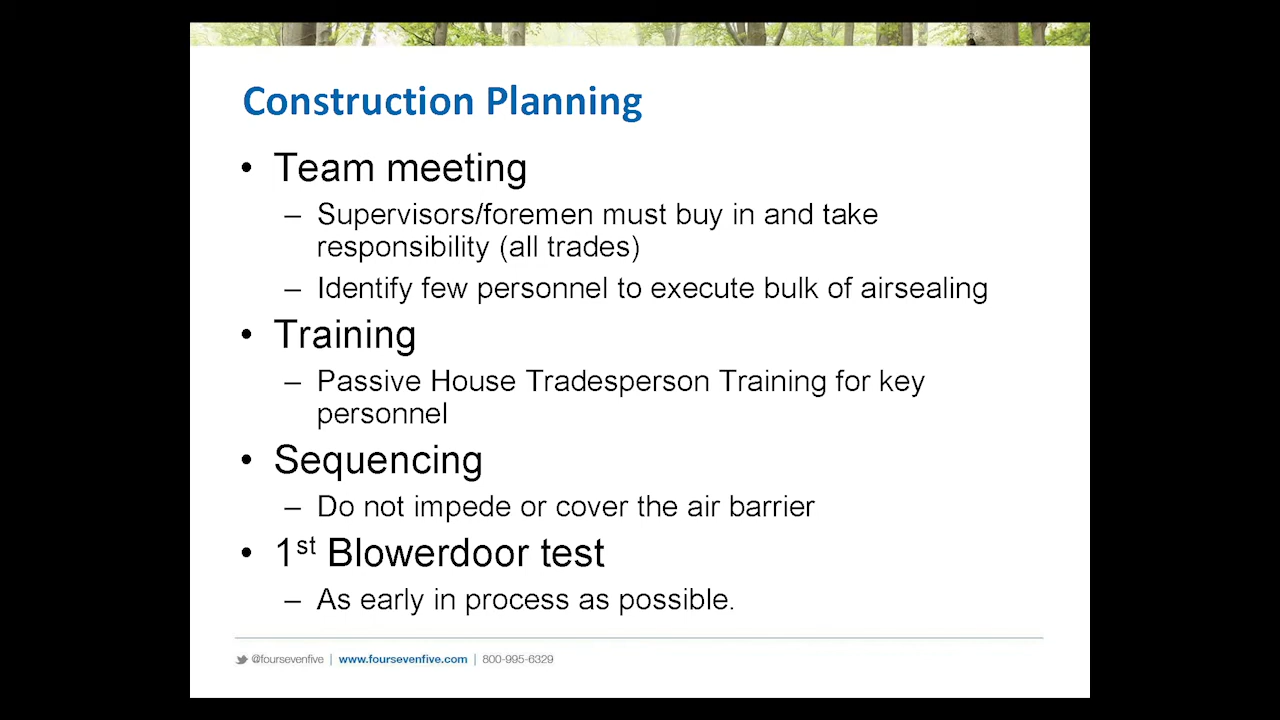 Construction Planning
• Team meeting
– Supervisors/foremen must buy in and take
responsibility (all trades)
– Identify few personnel to execute bulk of airsealing
• Training
– Passive House Tradesperson Training for key
personnel
• Sequencing
– Do not impede or cover the air barrier
• 1st Blowerdoor test
– As early in process as possible.
@foursevenfive | www.foursevenfive.com | 800-995-6329